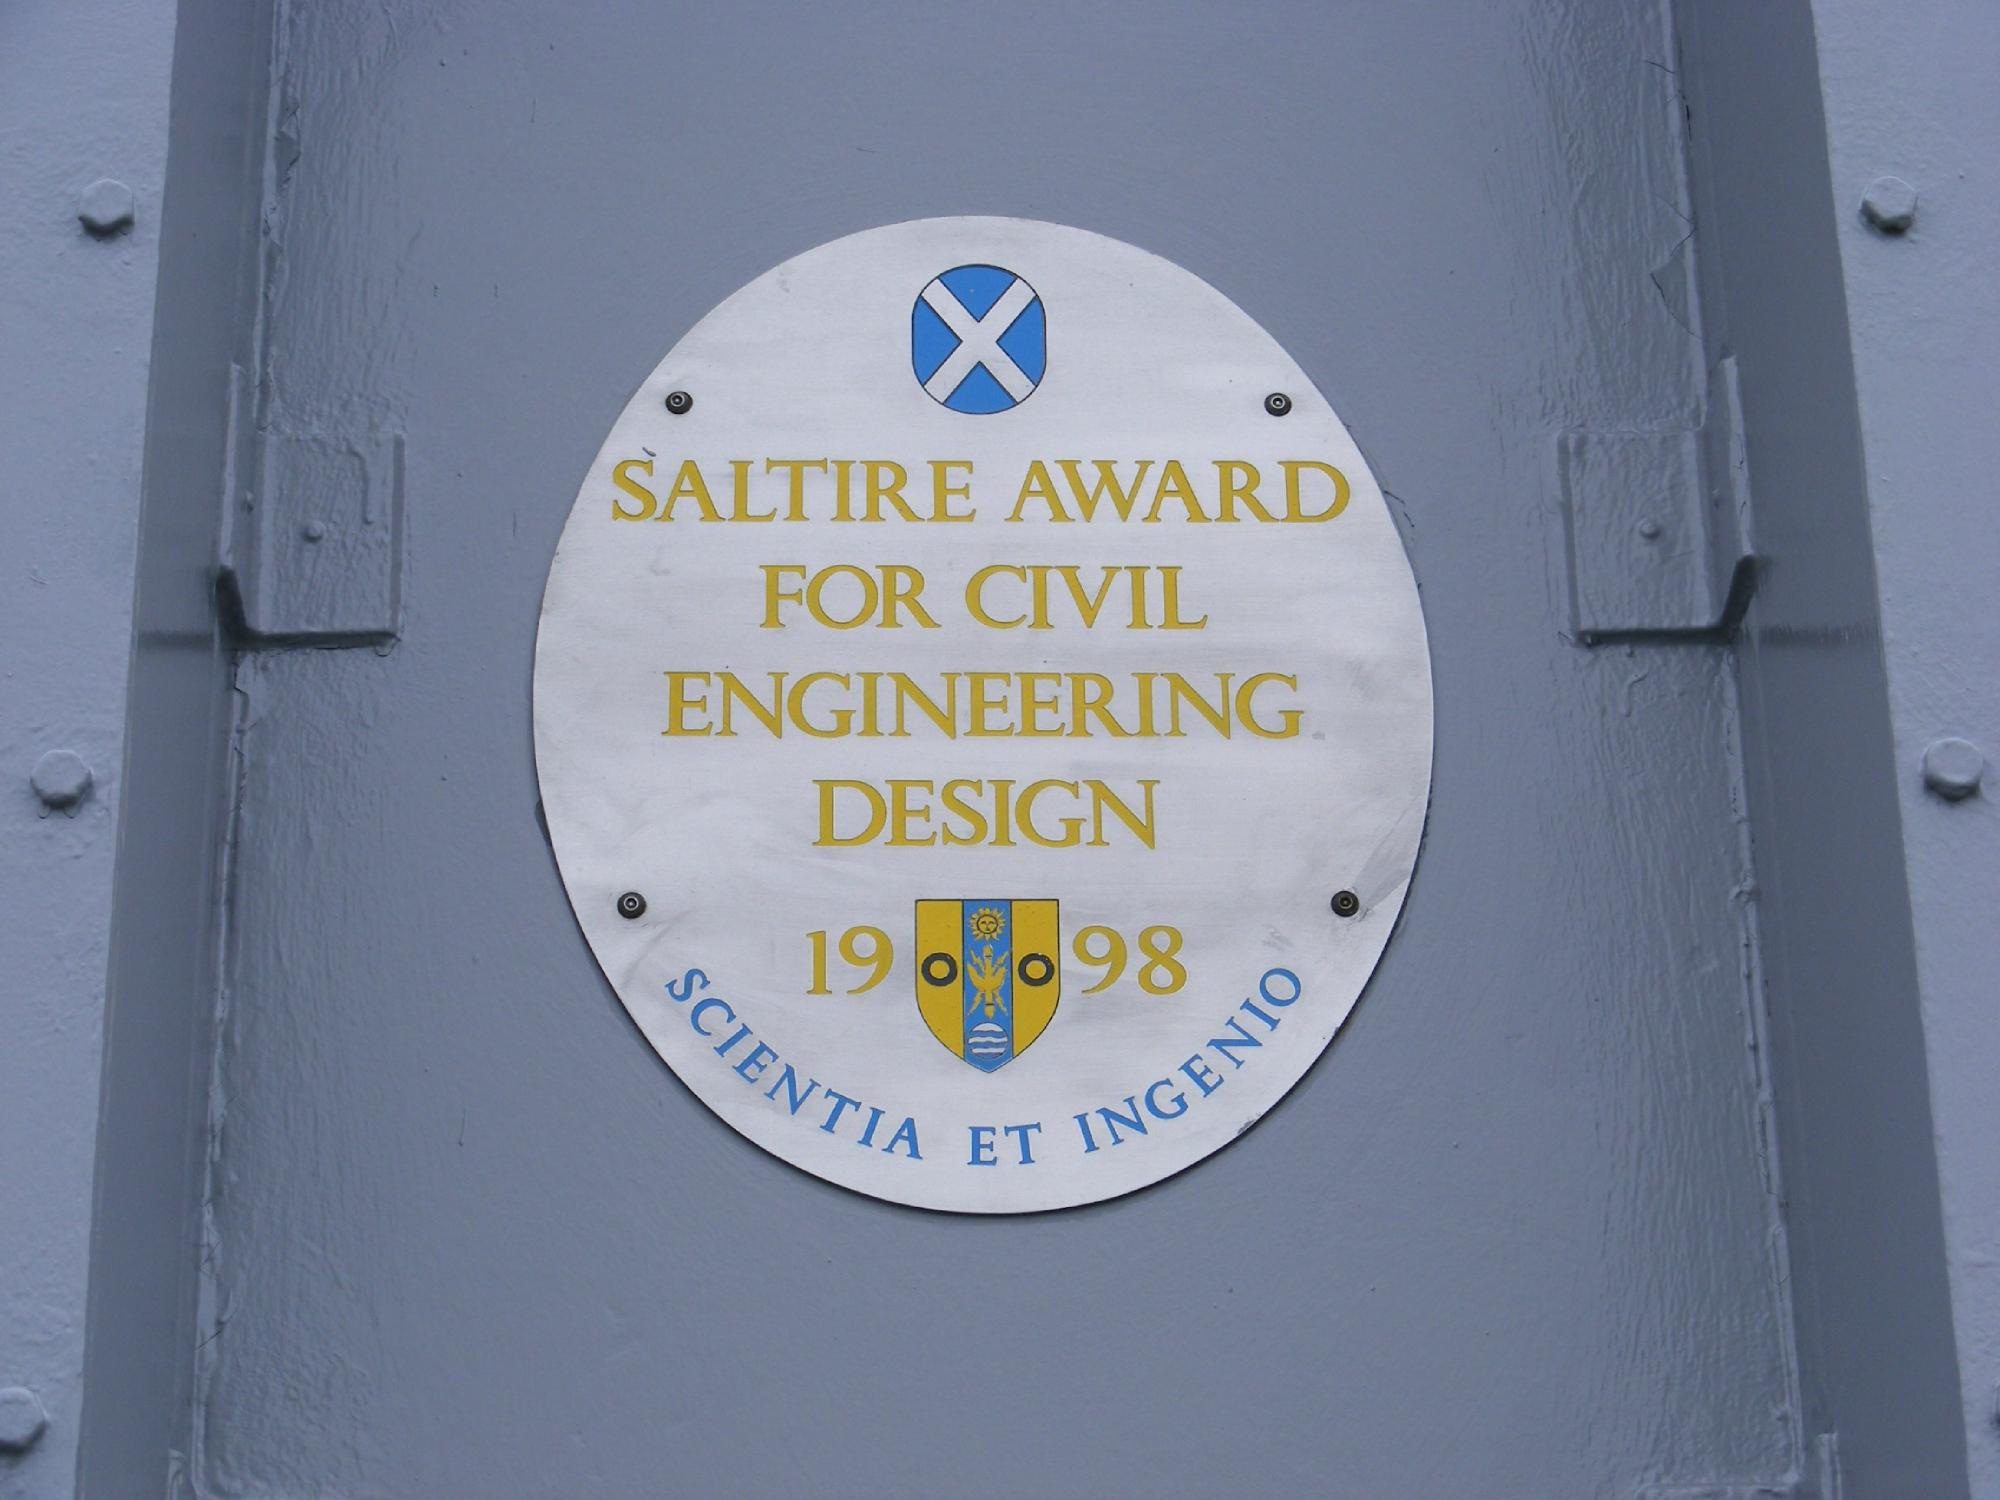 SALTIRE AWARD
FOR CIVIL
ENGINEERING
DESIGN
19 98
SCIENTIA ET INGENIO